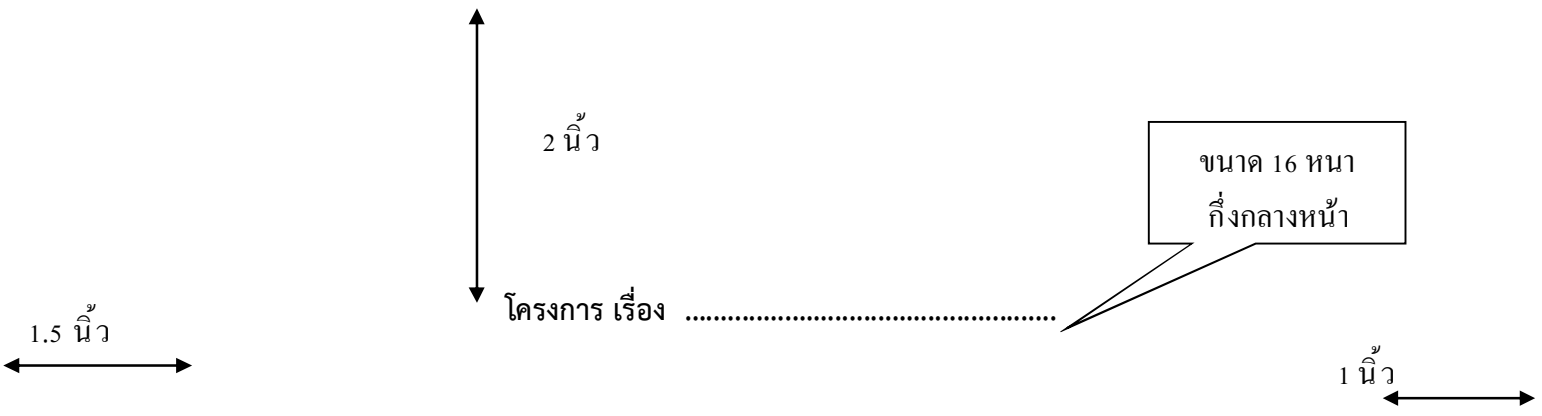 2 นิ้ว
ขนาด 16 หนา
กึ่งกลางหน้า
โครงการ เรื่อง ....................................................
1.5 นิ้ว
1 นิ้ว